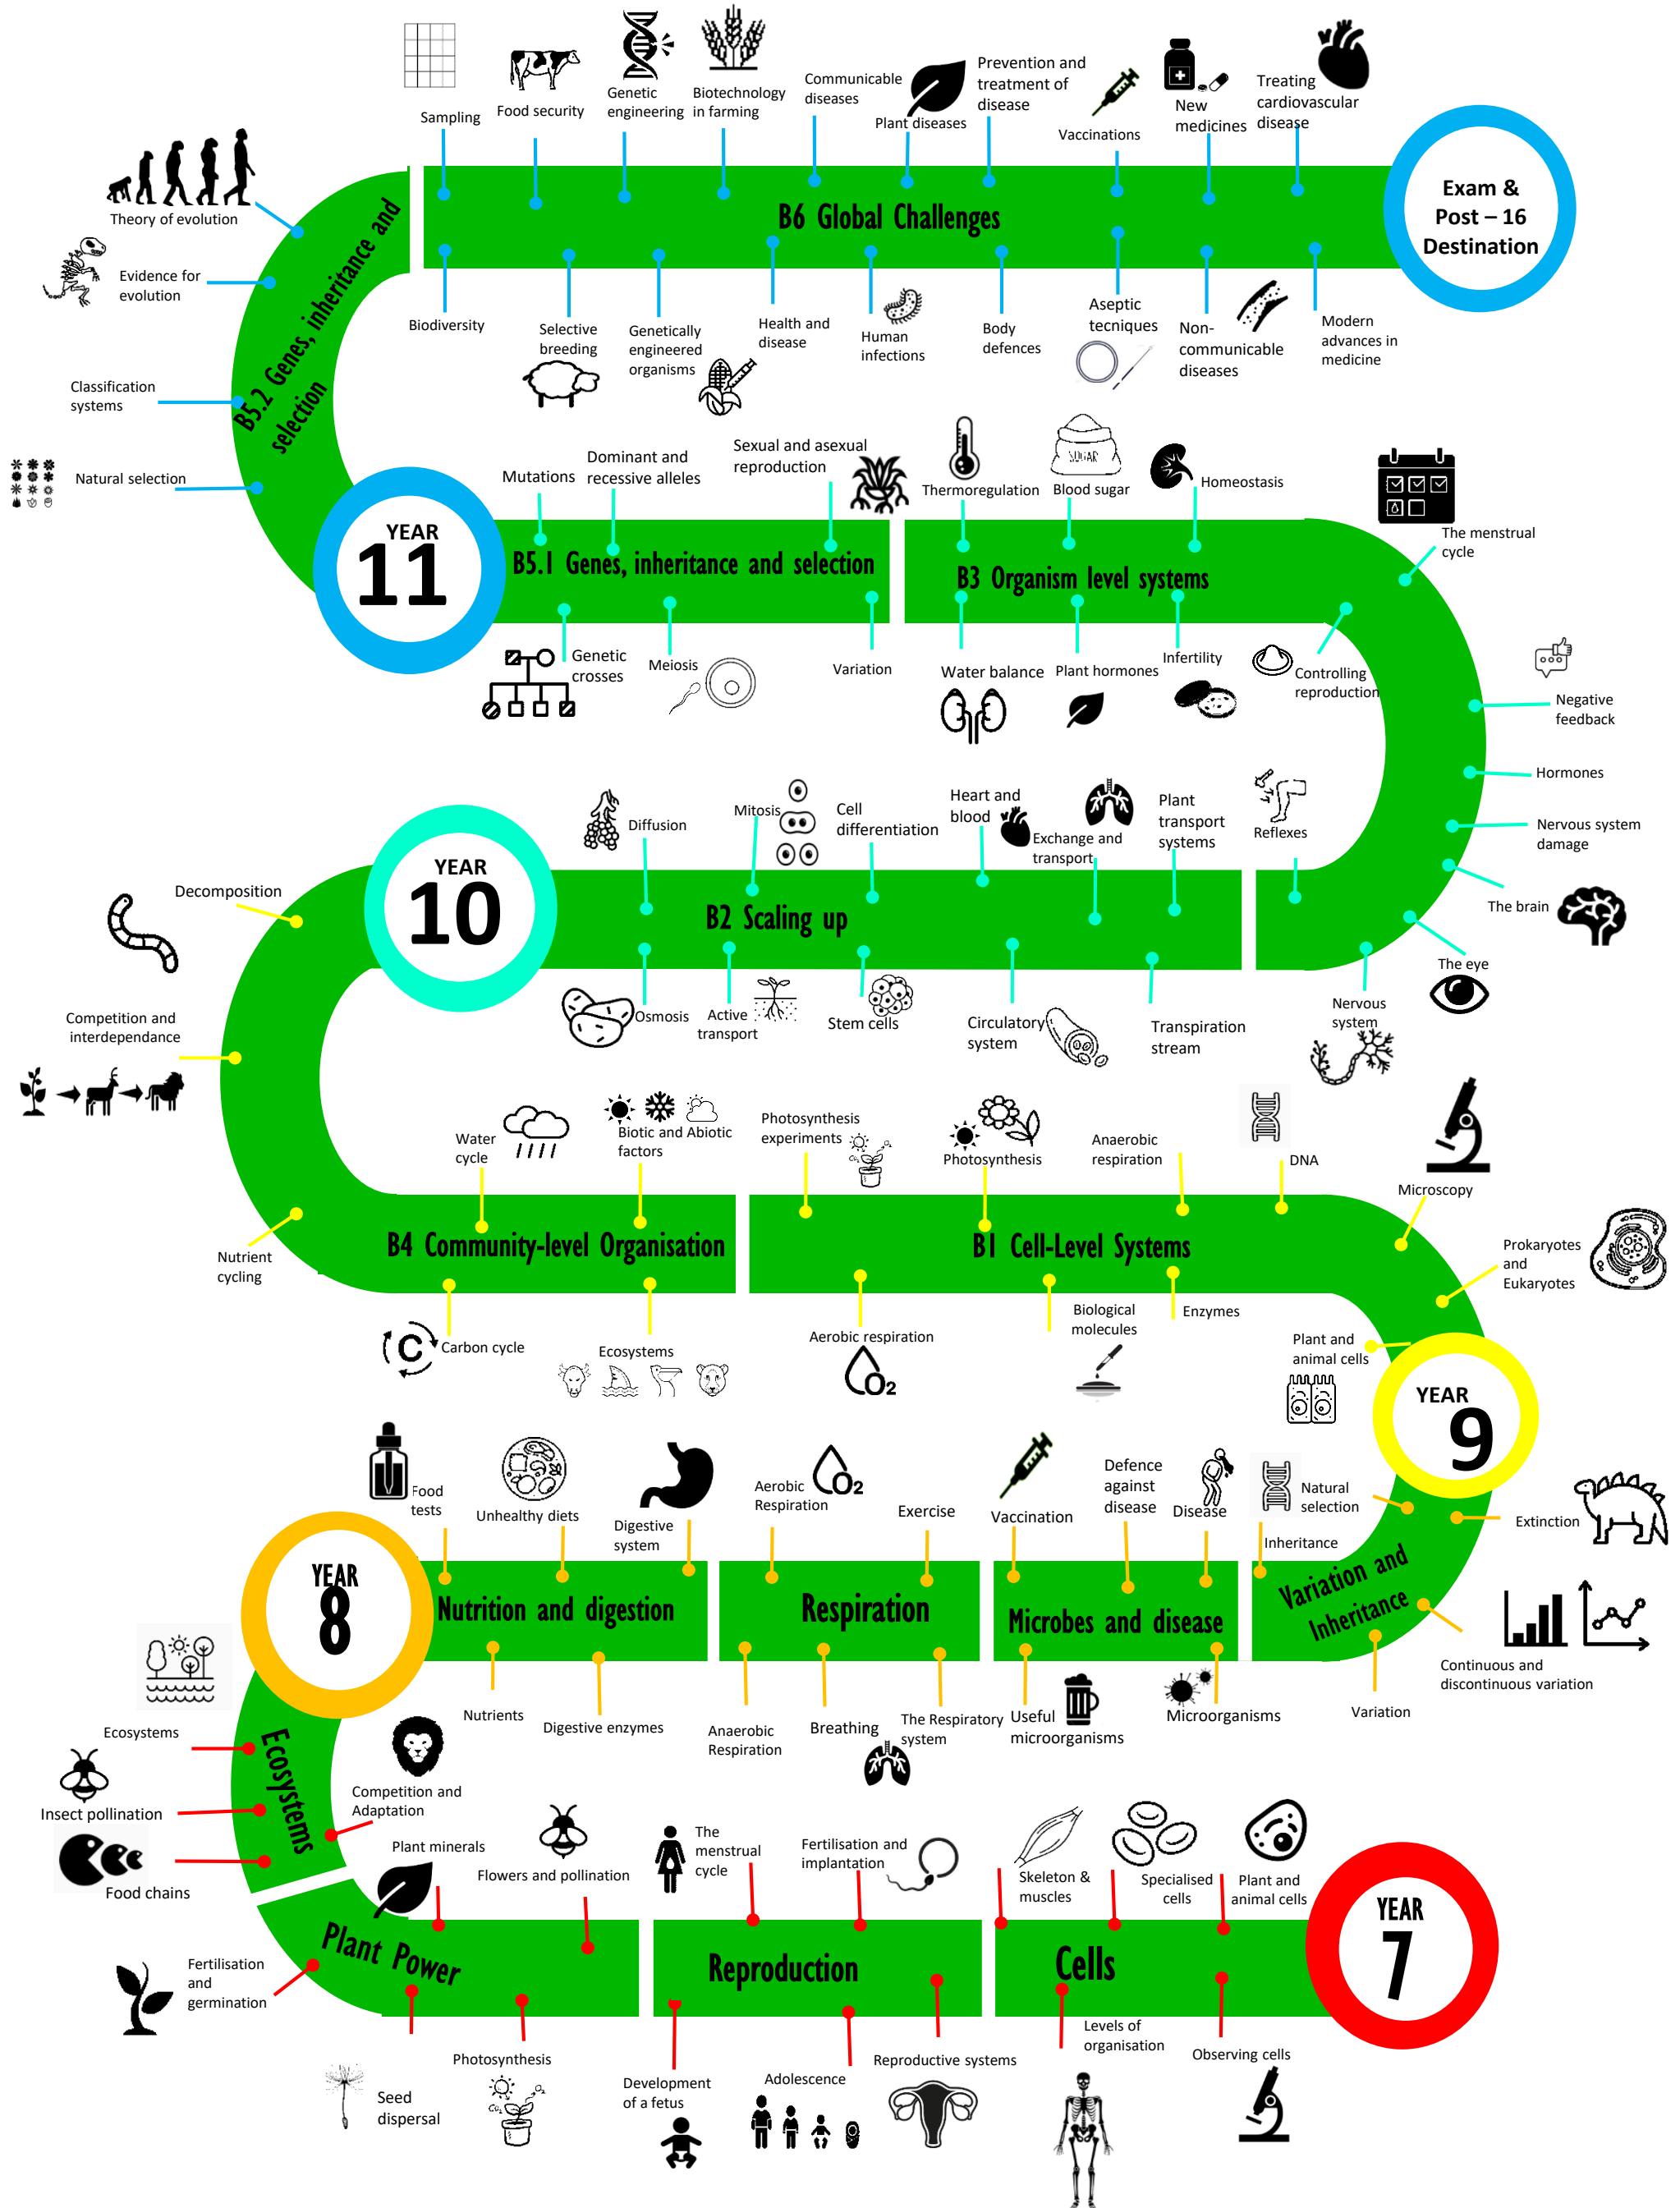 Sampling
Food security
Genetic
engineering
Biotechnology
in farming
Communicable
diseases
Plant diseases
Prevention and
treatment of
disease
Vaccinations
New
medicines
Treating
cardiovascular
disease
Exam &
Post – 16
Destination
B6 Global Challenges
Theory of evolution
Evidence for
evolution
Classification
systems
Natural selection
B5.2 Genes, inheritance and
selection
Biodiversity
Selective
breeding
Genetically
engineered
organisms
Health and
disease
Human
infections
Body
defences
Aseptic
tecniques
Non-
communicable
diseases
Modern
advances in
medicine
Mutations
Dominant and
recessive alleles
Sexual and asexual
reproduction
Thermoregulation
SUGAR
Blood sugar
Homeostasis
The menstrual
cycle
YEAR
11
B5.1 Genes, inheritance and selection
B3 Organism level systems
Genetic
crosses
Meiosis
Variation
Water balance
Plant hormones
Infertility
Controlling
reproduction
Negative
feedback
Hormones
Nervous system
damage
The brain
The eye
Nervous
system
Diffusion
Mitosis
Cell
differentiation
Heart and
blood
Exchange and
transport
Plant
transport
systems
Reflexes
YEAR
10
B2 Scaling up
Decomposition
Competition and
interdependance
Nutrient
cycling
Osmosis
Active
transport
Stem cells
Circulatory
system
Transpiration
stream
Water
cycle
Biotic and Abiotic
factors
Photosynthesis
experiments
Photosynthesis
Anaerobic
respiration
DNA
Microscopy
Prokaryotes
and
Eukaryotes
B4 Community-level Organisation
B1 Cell-Level Systems
C
Carbon cycle
Ecosystems
Aerobic respiration
O2
Biological
molecules
Enzymes
Plant and
animal cells
YEAR
9
Food
tests
Unhealthy diets
Digestive
system
Aerobic
Respiration
O2
Exercise
Vaccination
Defence
against
disease
Disease
Inheritance
Natural
selection
Extinction
YEAR
8
Nutrition and digestion
Respiration
Microbes and disease
Variation and
Inheritance
Continuous and
discontinuous variation
Variation
Nutrients
Digestive enzymes
Anaerobic
Respiration
Breathing
The Respiratory
system
Useful
microorganisms
Microorganisms
Ecosystems
Insect pollination
Food chains
Ecosystems
Competition and
Adaptation
Plant minerals
Flowers and pollination
The
menstrual
cycle
Fertilisation and
implantation
Skeleton &
muscles
Specialised
cells
Plant and
animal cells
YEAR
7
Plant Power
Reproduction
Cells
Fertilisation
and
germination
Seed
dispersal
Photosynthesis
Development
of a fetus
Adolescence
Reproductive systems
Levels of
organisation
Observing cells